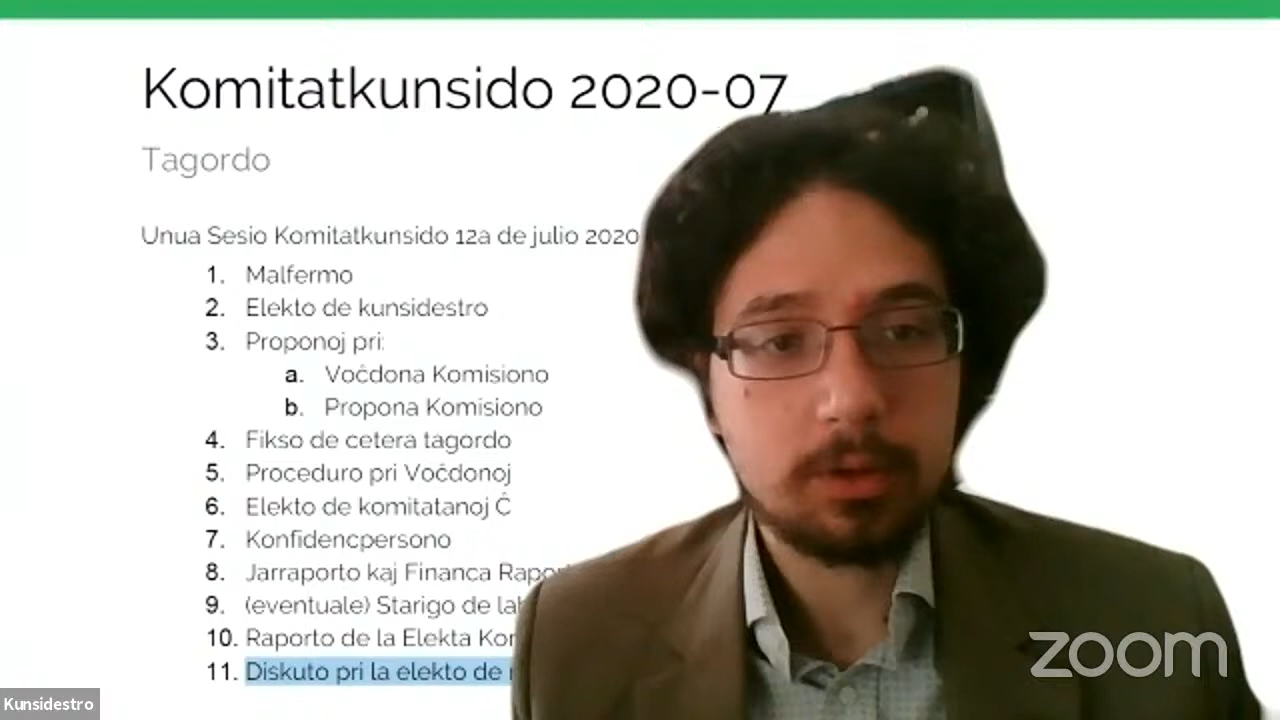 Komitatkunsido 2020-07
Tagordo
Unua Sesio Komitatkunsido 12a de julio 2020
1. Malfermo
2. Elekto de kunsidestro
3. Proponoj pri:
a. Voĉdona Komisiono
b. Propona Komisiono
4. Fikso de cetera tagordo
5. Proceduro pri Voĉdonoj
6. Elekto de komitatanoj Ĉ
7. Konfidencpersono
8. Jarraporto kaj Financa
9. (eventuale) Starigo de
10. Raporto de la Elekta
11. Diskuto pri la elekto de
zoom
Kunsidestro